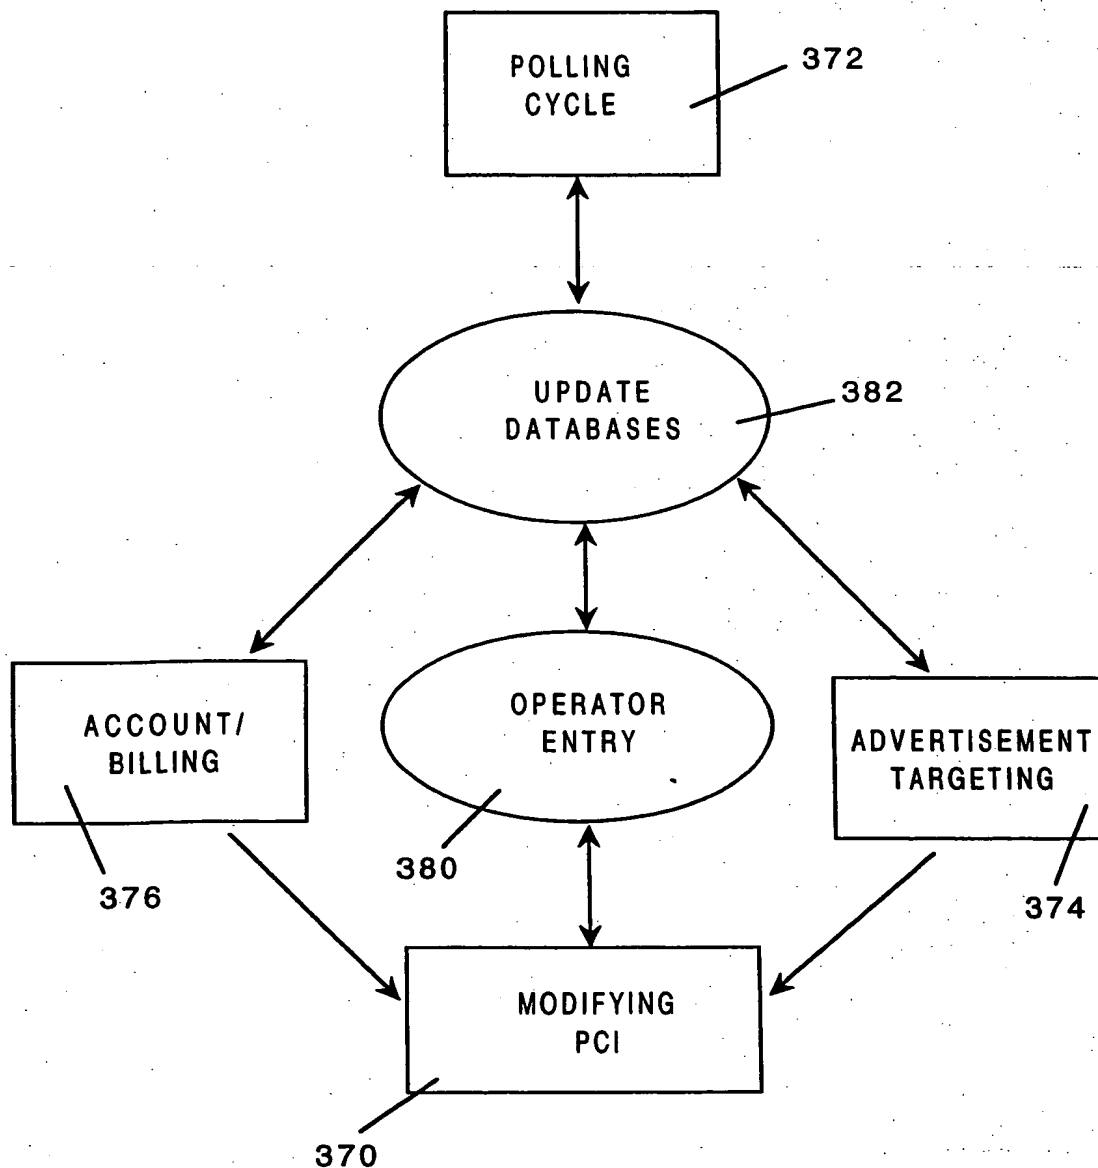 POLLING
CYCLE
372
UPDATE
DATABASES
382
ACCOUNT/
BILLING
376
OPERATOR
ENTRY
380
ADVERTISEMENT
TARGETING
374
MODIFYING
PCI
370